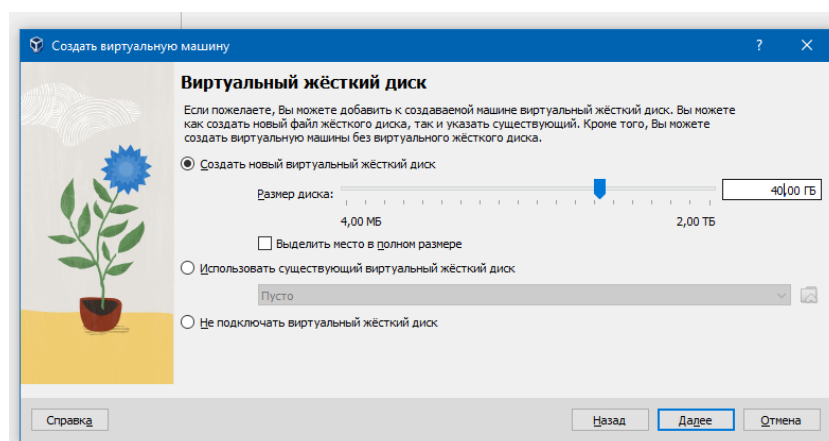 Создать виртуальную машину
?
Виртуальный жёсткий диск
Если пожелаете, Вы можете добавить к создаваемой машине виртуальный жёсткий диск. Вы можете
как создать новый файл жёсткого диска, так и указать существующий. Кроме того, Вы можете
создать виртуальную машины без виртуального жёсткого диска.
Создать новый виртуальный жёсткий диск
Размер диска:
40,00 ГБ
4,00 МБ
2,00 ТБ
Выделить место в полном размере
Использовать существующий виртуальный жёсткий диск
Пусто
Не подключать виртуальный жёсткий диск
Справка
Назад
Далее
Отмена